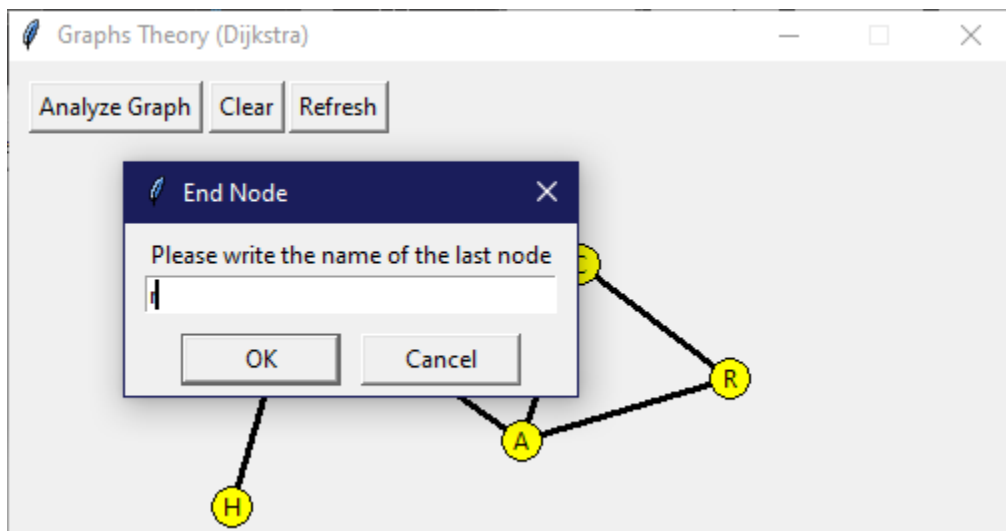 Graphs Theory (Dijkstra)
Analyze Graph Clear Refresh
End Node
Please write the name of the last node
r
OK Cancel
C
R
A
H